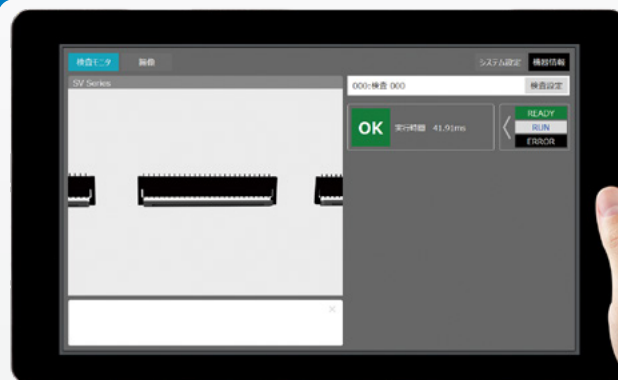 検査モニタ 画像 システム設定 機器情報
SV Series
000:検査 000 検査設定
OK 実行時間 41.91ms
READY
RUN
ERROR